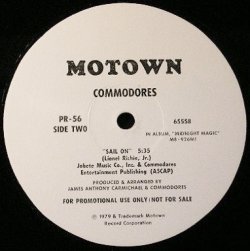 MOTOWN
COMMODORES
PR-56
SIDE TWO
65558
IN ALBUM, "MIDNIGHT MAGIC"
M8-926M1
"SAIL ON" 5:35
(Lionel Richie, Jr.)
Jobete Music Co., Inc. & Commodores
Entertainment Publishing (ASCAP)
PRODUCED & ARRANGED BY
JAMES ANTHONY CARMICHAEL & COMMODORES
FOR PROMOTIONAL USE ONLY/NOT FOR SALE
℗ 1979 & Trademark Motown
Record Corporation